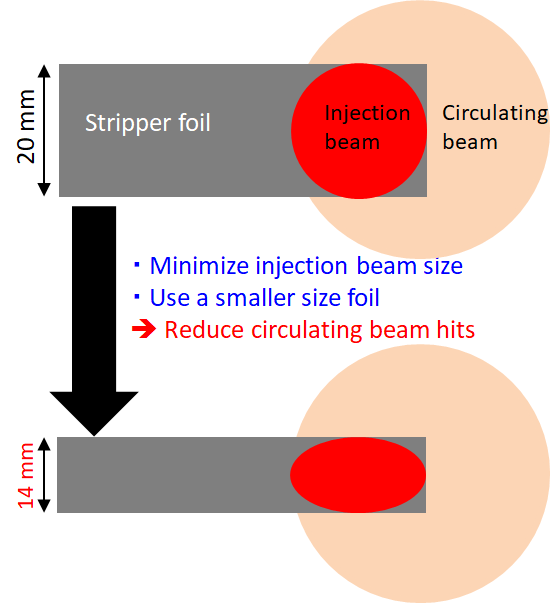 20 mm
Stripper foil
Injection
beam
Circulating
beam
・Minimize injection beam size
・Use a smaller size foil
➔ Reduce circulating beam hits
14 mm